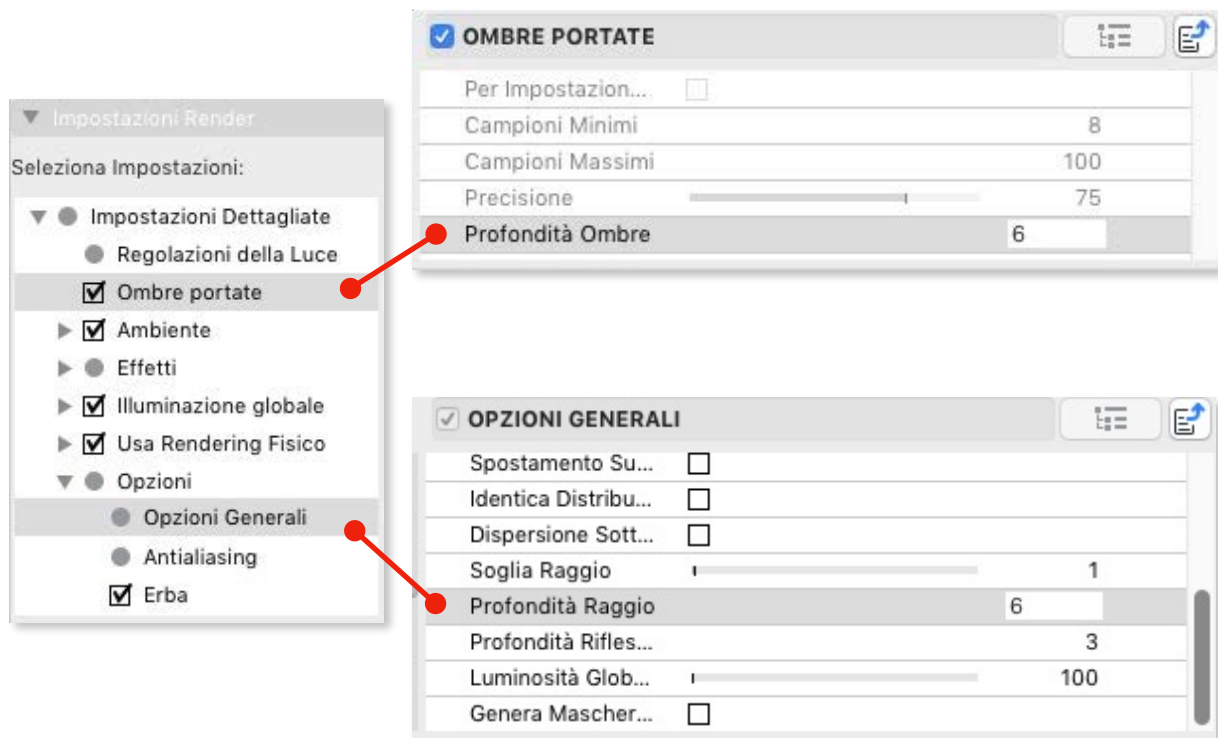 Impostazioni Render
Seleziona Impostazioni:
Impostazioni Dettagliate
Regolazioni della Luce
Ombre portate
Ambiente
Effetti
Illuminazione globale
Usa Rendering Fisico
Opzioni
Opzioni Generali
Antialiasing
Erba
OMBRE PORTATE
Per Impostazion...
Campioni Minimi 8
Campioni Massimi 100
Precisione 75
Profondità Ombre 6
OPZIONI GENERALI
Spostamento Su...
Identica Distribu...
Dispersione Sott...
Soglia Raggio 1
Profondità Raggio 6
Profondità Rifles... 3
Luminosità Glob... 100
Genera Mascher...